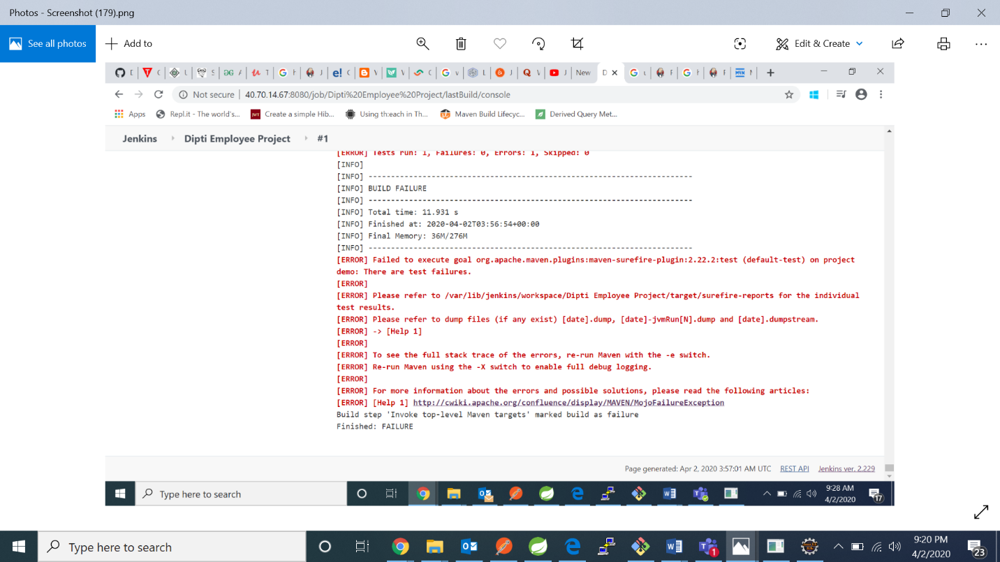 Photos - Screenshot (179).png
See all photos
Add to
Edit & Create
New
Not secure | 40.70.14.67:8080/job/Dipti%20Employee%20Project/lastBuild/console
Apps
Repl.it - The world's...
Create a simple Hib...
Using th:each in Th...
Maven Build Lifecyc...
Derived Query Met...
Jenkins
Dipti Employee Project
#1
[ERROR] Tests run: 1, Failures: 0, Errors: 1, Skipped: 0
[INFO]
[INFO] ------------------------------------------------------------------------
[INFO] BUILD FAILURE
[INFO] ------------------------------------------------------------------------
[INFO] Total time: 11.931 s
[INFO] Finished at: 2020-04-02T03:56:54+00:00
[INFO] Final Memory: 36M/276M
[INFO] ------------------------------------------------------------------------
[ERROR] Failed to execute goal org.apache.maven.plugins:maven-surefire-plugin:2.22.2:test (default-test) on project
demo: There are test failures.
[ERROR]
[ERROR] Please refer to /var/lib/jenkins/workspace/Dipti Employee Project/target/surefire-reports for the individual
test results.
[ERROR] Please refer to dump files (if any exist) [date].dump, [date]-jvmRun[N].dump and [date].dumpstream.
[ERROR] -> [Help 1]
[ERROR]
[ERROR] To see the full stack trace of the errors, re-run Maven with the -e switch.
[ERROR] Re-run Maven using the -X switch to enable full debug logging.
[ERROR]
[ERROR] For more information about the errors and possible solutions, please read the following articles:
[ERROR] [Help 1] http://cwiki.apache.org/confluence/display/MAVEN/MojoFailureException
Build step 'Invoke top-level Maven targets' marked build as failure
Finished: FAILURE
Page generated: Apr 2, 2020 3:57:01 AM UTC
REST API
Jenkins ver. 2.229
Type here to search
9:28 AM
4/2/2020
17
Type here to search
9:20 PM
4/2/2020
23